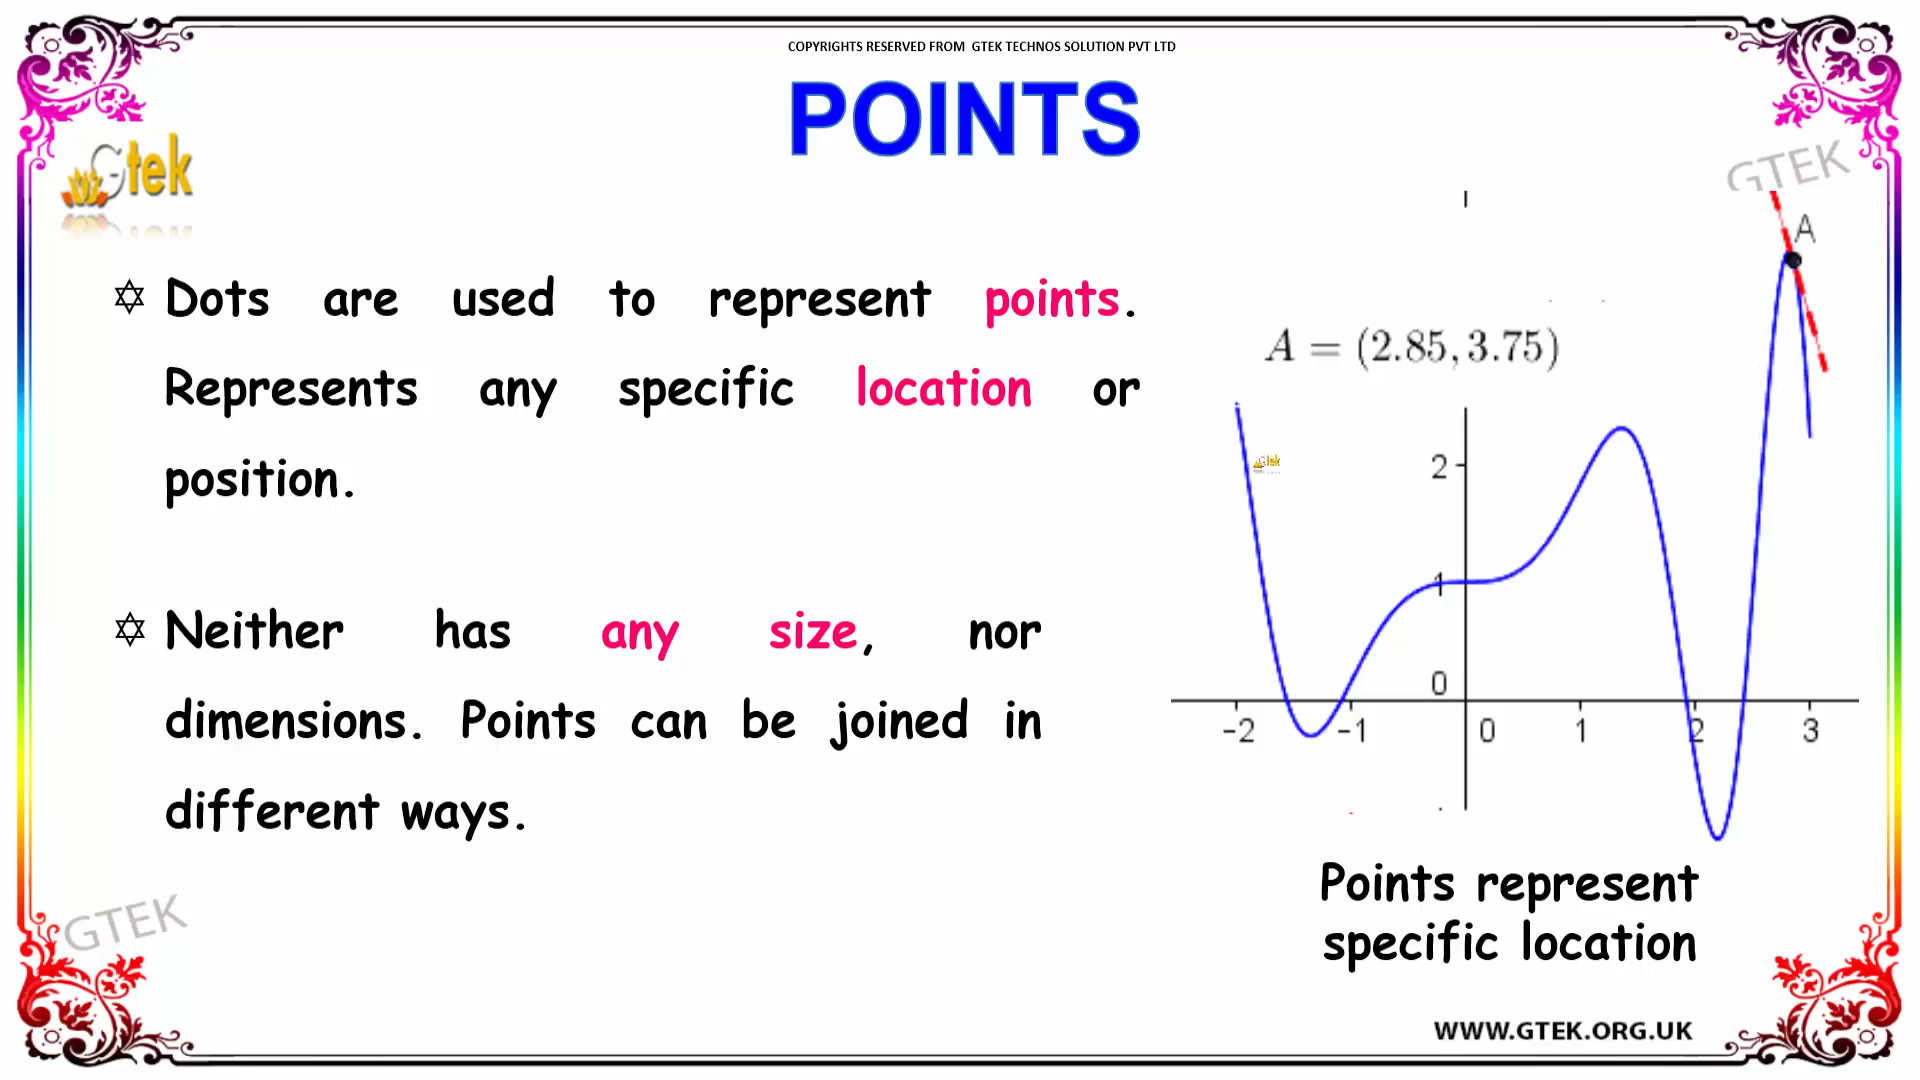 COPYRIGHTS RESERVED FROM GTEK TECHNOS SOLUTION PVT LTD
POINTS
Gtek
GTEK
Dots are used to represent points.
Represents any specific location or
position.
Neither has any size, nor
dimensions. Points can be joined in
different ways.
A
A = (2.85, 3.75)
Gtek
2
1
0
-2 -1 0 1 2 3
Points represent
specific location
GTEK
WWW.GTEK.ORG.UK